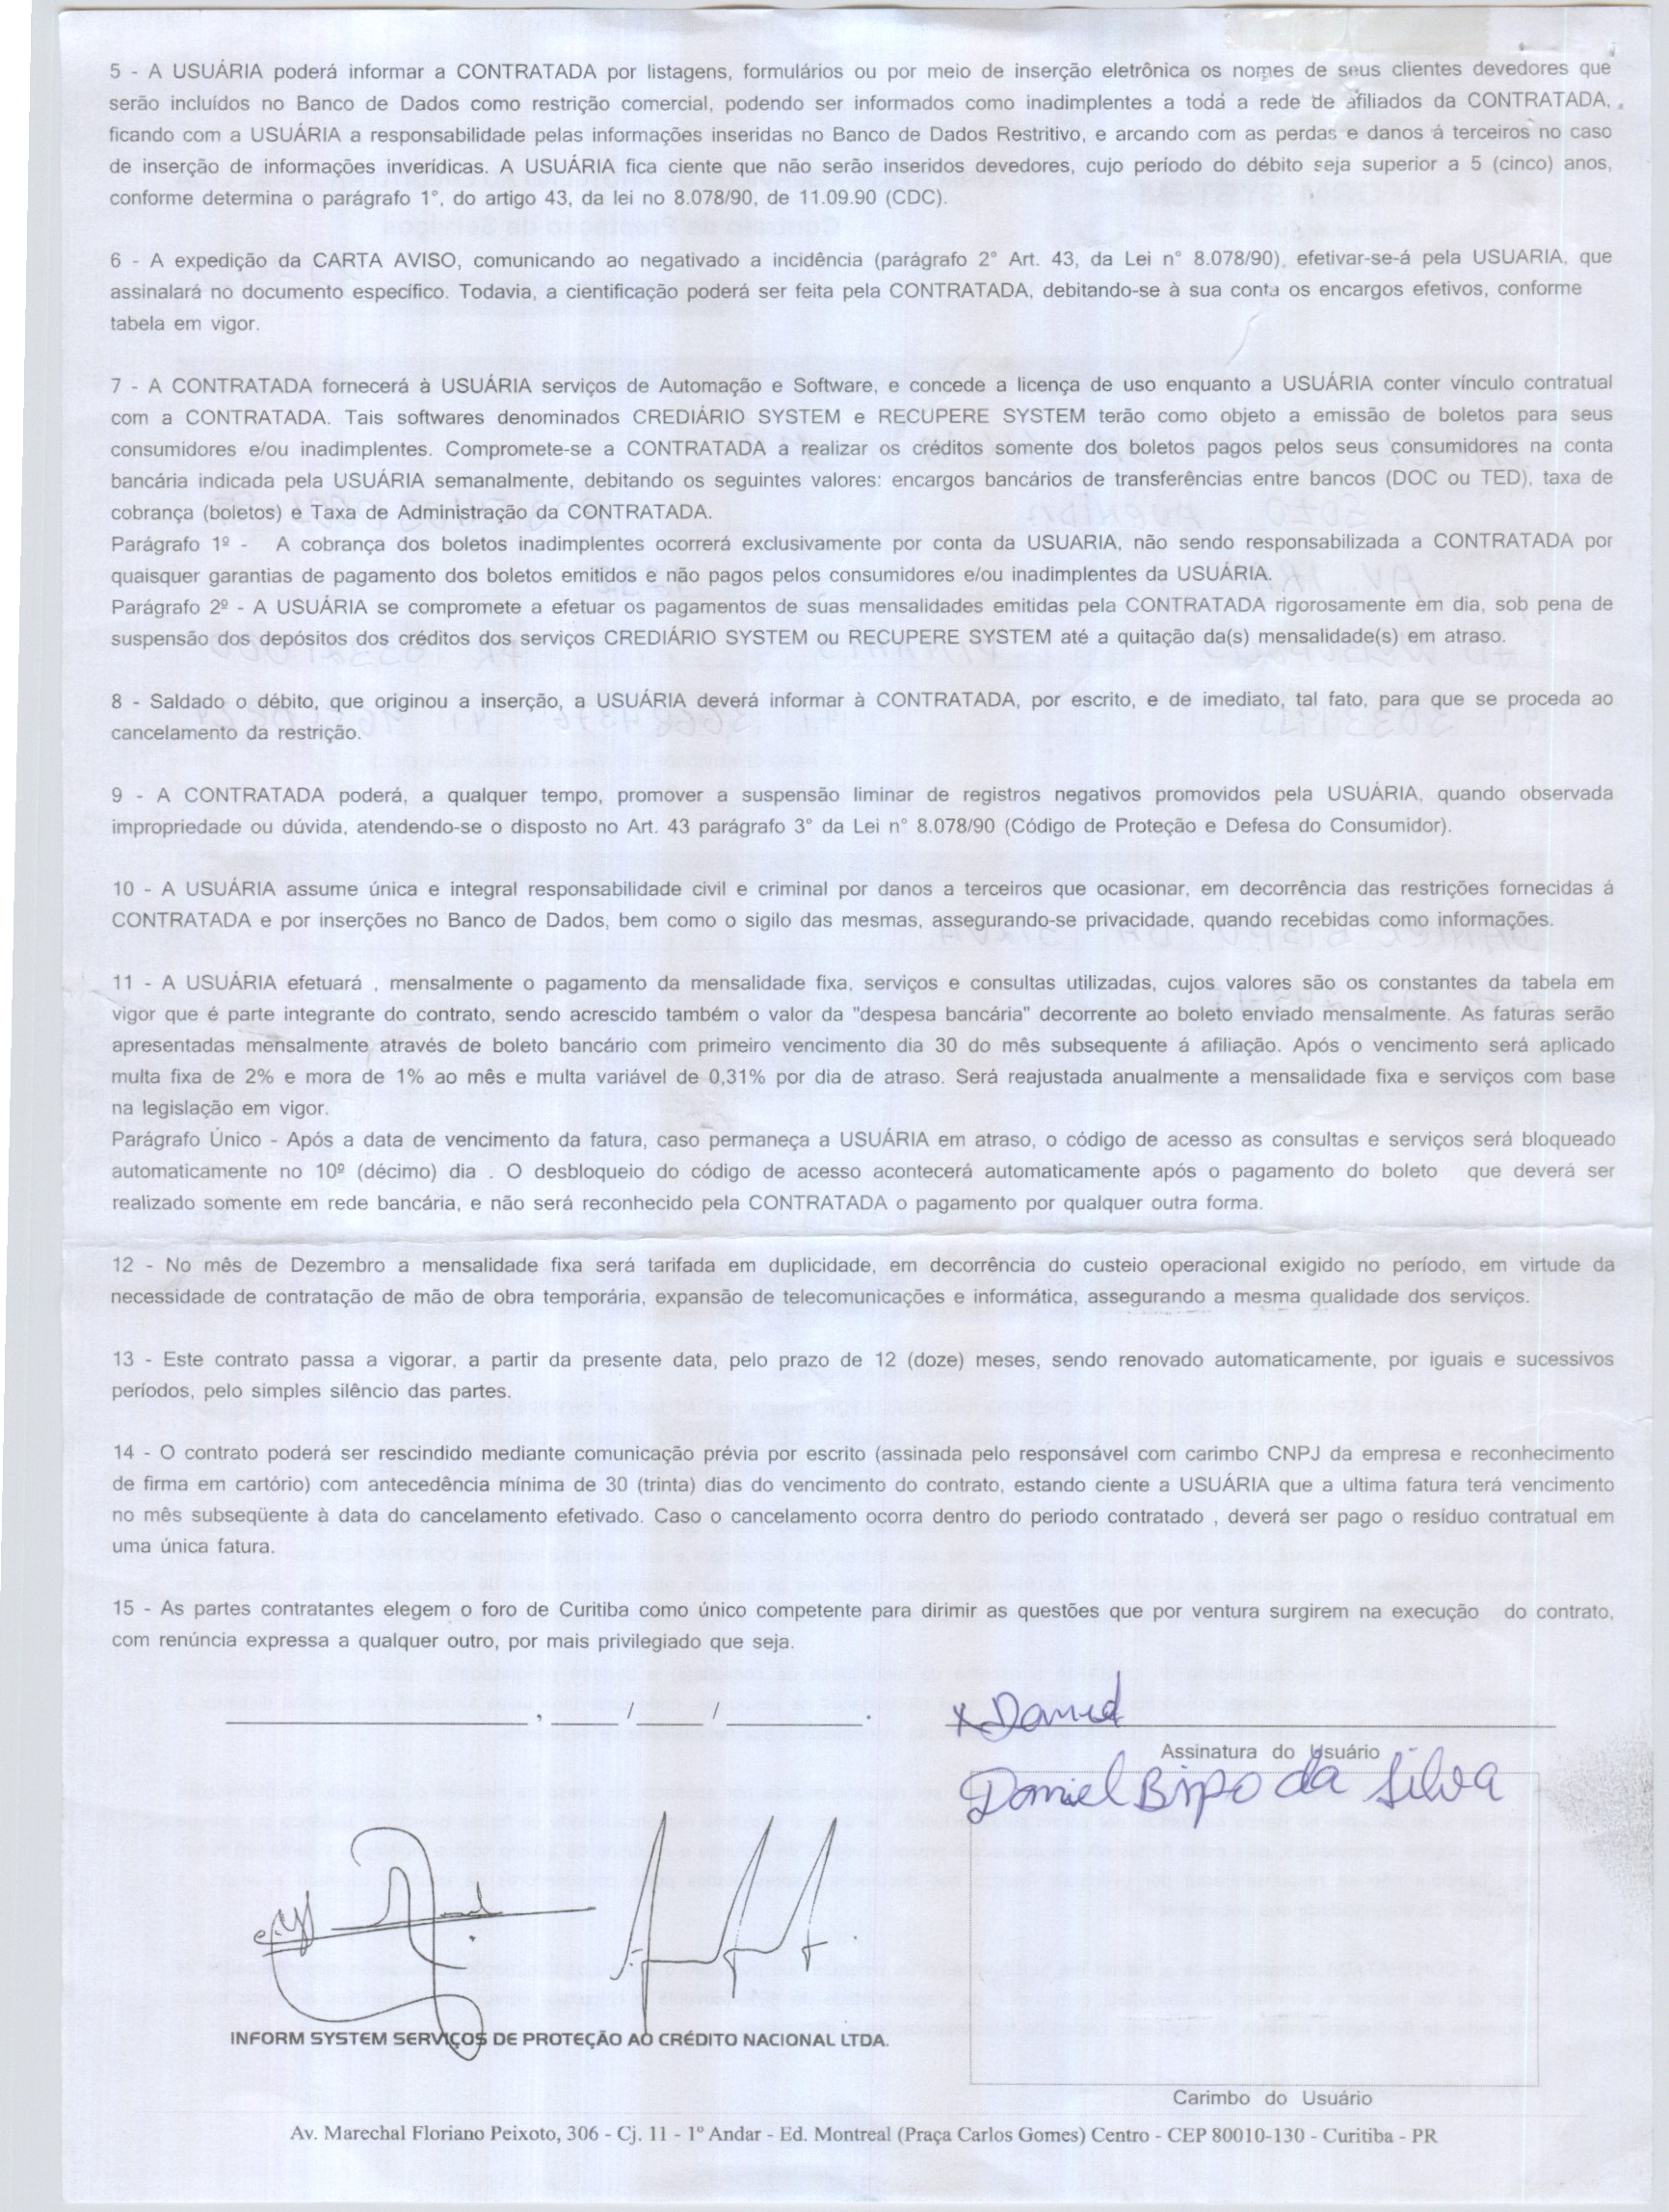 5 - A USUÁRIA poderá informar a CONTRATADA por listagens, formulários ou por meio de inserção eletrônica os nomes de seus clientes devedores que
serão incluídos no Banco de Dados como restrição comercial, podendo ser informados como inadimplentes a toda a rede de afiliados da CONTRATADA,
ficando com a USUÁRIA a responsabilidade pelas informações inseridas no Banco de Dados Restritivo, e arcando com as perdas e danos á terceiros no caso
de inserção de informações inverídicas. A USUÁRIA fica ciente que não serão inseridos devedores, cujo período do débito seja superior a 5 (cinco) anos,
conforme determina o parágrafo 1°, do artigo 43, da lei no 8.078/90, de 11.09.90 (CDC).
6 - A expedição da CARTA AVISO, comunicando ao negativado a incidência (parágrafo 2° Art. 43, da Lei n° 8.078/90), efetivar-se-á pela USUARIA, que
assinalará no documento específico. Todavia, a cientificação poderá ser feita pela CONTRATADA, debitando-se à sua conta os encargos efetivos, conforme
tabela em vigor.
7 - A CONTRATADA fornecerá à USUÁRIA serviços de Automação e Software, e concede a licença de uso enquanto a USUÁRIA conter vínculo contratual
com a CONTRATADA. Tais softwares denominados CREDIÁRIO SYSTEM e RECUPERE SYSTEM terão como objeto a emissão de boletos para seus
consumidores e/ou inadimplentes. Compromete-se a CONTRATADA a realizar os créditos somente dos boletos pagos pelos seus consumidores na conta
bancária indicada pela USUÁRIA semanalmente, debitando os seguintes valores: encargos bancários de transferências entre bancos (DOC ou TED), taxa de
cobrança (boletos) e Taxa de Administração da CONTRATADA.
Parágrafo 1º - A cobrança dos boletos inadimplentes ocorrerá exclusivamente por conta da USUARIA, não sendo responsabilizada a CONTRATADA por
quaisquer garantias de pagamento dos boletos emitidos e não pagos pelos consumidores e/ou inadimplentes da USUÁRIA.
Parágrafo 2º - A USUÁRIA se compromete a efetuar os pagamentos de suas mensalidades emitidas pela CONTRATADA rigorosamente em dia, sob pena de
suspensão dos depósitos dos créditos dos serviços CREDIÁRIO SYSTEM ou RECUPERE SYSTEM até a quitação da(s) mensalidade(s) em atraso.
8 - Saldado o débito, que originou a inserção, a USUÁRIA deverá informar à CONTRATADA, por escrito, e de imediato, tal fato, para que se proceda ao
cancelamento da restrição.
9 - A CONTRATADA poderá, a qualquer tempo, promover a suspensão liminar de registros negativos promovidos pela USUÁRIA, quando observada
impropriedade ou dúvida, atendendo-se o disposto no Art. 43 parágrafo 3° da Lei n° 8.078/90 (Código de Proteção e Defesa do Consumidor).
10 - A USUÁRIA assume única e integral responsabilidade civil e criminal por danos a terceiros que ocasionar, em decorrência das restrições fornecidas á
CONTRATADA e por inserções no Banco de Dados, bem como o sigilo das mesmas, assegurando-se privacidade, quando recebidas como informações.
11 - A USUÁRIA efetuará , mensalmente o pagamento da mensalidade fixa, serviços e consultas utilizadas, cujos valores são os constantes da tabela em
vigor que é parte integrante do contrato, sendo acrescido também o valor da "despesa bancária" decorrente ao boleto enviado mensalmente. As faturas serão
apresentadas mensalmente através de boleto bancário com primeiro vencimento dia 30 do mês subsequente á afiliação. Após o vencimento será aplicado
multa fixa de 2% e mora de 1% ao mês e multa variável de 0,31% por dia de atraso. Será reajustada anualmente a mensalidade fixa e serviços com base
na legislação em vigor.
Parágrafo Único - Após a data de vencimento da fatura, caso permaneça a USUÁRIA em atraso, o código de acesso as consultas e serviços será bloqueado
automaticamente no 10º (décimo) dia . O desbloqueio do código de acesso acontecerá automaticamente após o pagamento do boleto que deverá ser
realizado somente em rede bancária, e não será reconhecido pela CONTRATADA o pagamento por qualquer outra forma.
12 - No mês de Dezembro a mensalidade fixa será tarifada em duplicidade, em decorrência do custeio operacional exigido no período, em virtude da
necessidade de contratação de mão de obra temporária, expansão de telecomunicações e informática, assegurando a mesma qualidade dos serviços.
13 - Este contrato passa a vigorar, a partir da presente data, pelo prazo de 12 (doze) meses, sendo renovado automaticamente, por iguais e sucessivos
períodos, pelo simples silêncio das partes.
14 - O contrato poderá ser rescindido mediante comunicação prévia por escrito (assinada pelo responsável com carimbo CNPJ da empresa e reconhecimento
de firma em cartório) com antecedência mínima de 30 (trinta) dias do vencimento do contrato, estando ciente a USUÁRIA que a ultima fatura terá vencimento
no mês subseqüente à data do cancelamento efetivado. Caso o cancelamento ocorra dentro do periodo contratado , deverá ser pago o resíduo contratual em
uma única fatura.
15 - As partes contratantes elegem o foro de Curitiba como único competente para dirimir as questões que por ventura surgirem na execução do contrato,
com renúncia expressa a qualquer outro, por mais privilegiado que seja.
____________________, ____/____/_________.
x Daniel
Assinatura do Usuário
Daniel Bispo da Silva
INFORM SYSTEM SERVIÇOS DE PROTEÇÃO AO CRÉDITO NACIONAL LTDA.
Carimbo do Usuário
Av. Marechal Floriano Peixoto, 306 - Cj. 11 - 1º Andar - Ed. Montreal (Praça Carlos Gomes) Centro - CEP 80010-130 - Curitiba - PR